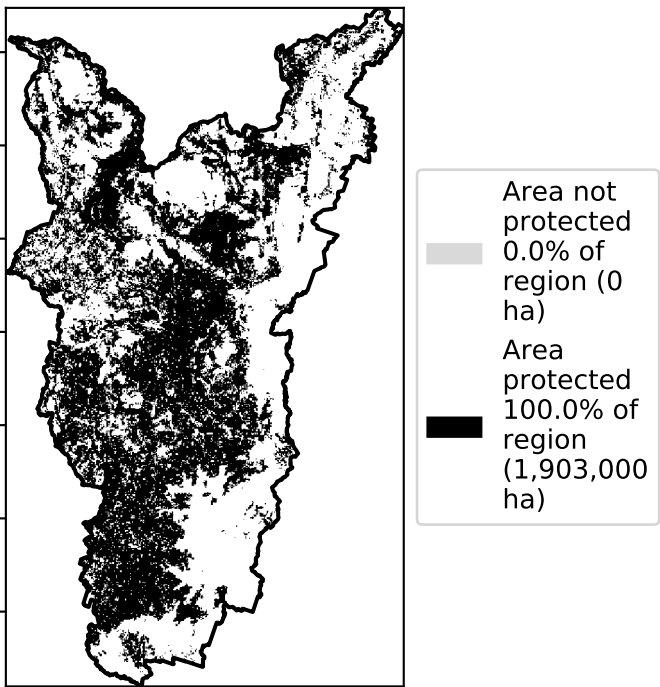 Area not
protected
0.0% of
region (0
ha)
Area
protected
100.0% of
region
(1,903,000
ha)